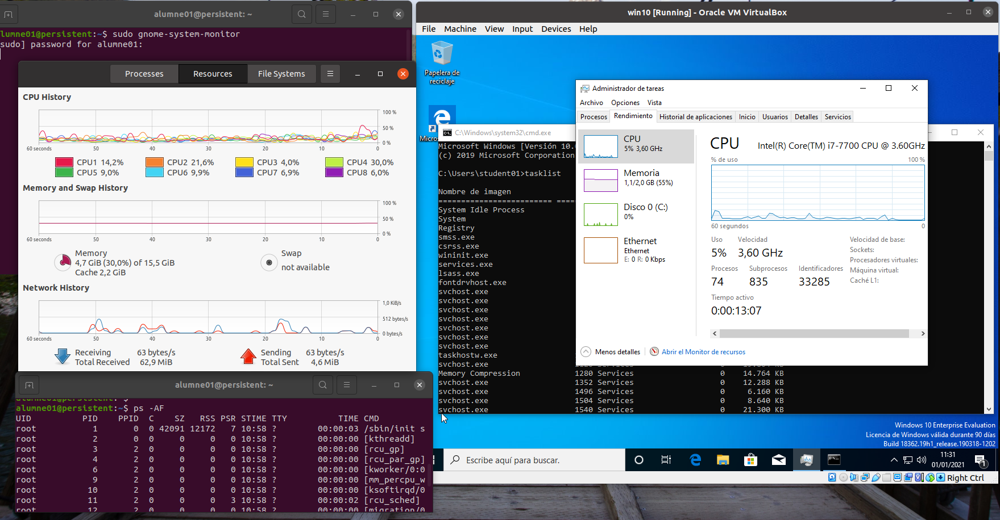 alumne01@persistent: ~
lumne01@persistent:~$ sudo gnome-system-monitor
sudo] password for alumne01:
Processes
Resources
File Systems
CPU History
100 %
50 %
0 %
60 seconds 50 40 30 20 10 0
CPU1 14,2% CPU2 21,6% CPU3 4,0% CPU4 30,0%
CPU5 9,0% CPU6 9,9% CPU7 6,9% CPU8 6,0%
Memory and Swap History
100 %
50 %
0 %
60 seconds 50 40 30 20 10 0
Memory
4,7 GiB (30,0%) of 15,5 GiB
Cache 2,2 GiB
Swap
not available
Network History
1,0 KiB/s
512 bytes/s
0 bytes/s
60 seconds 50 40 30 20 10 0
Receiving 63 bytes/s
Total Received 62,9 MiB
Sending 63 bytes/s
Total Sent 4,6 MiB
alumne01@persistent: ~
alumne01@persistent:~$ ps -AF
UID PID PPID C SZ RSS PSR STIME TTY TIME CMD
root 1 0 0 42091 12172 7 10:58 ? 00:00:03 /sbin/init s
root 2 0 0 0 0 0 10:58 ? 00:00:00 [kthreadd]
root 3 2 0 0 0 0 10:58 ? 00:00:00 [rcu_gp]
root 4 2 0 0 0 0 10:58 ? 00:00:00 [rcu_par_gp]
root 6 2 0 0 0 0 10:58 ? 00:00:00 [kworker/0:0
root 9 2 0 0 0 0 10:58 ? 00:00:00 [mm_percpu_w
root 10 2 0 0 0 0 10:58 ? 00:00:00 [ksoftirqd/0
root 11 2 0 0 0 3 10:58 ? 00:00:02 [rcu_sched]
root 12 2 0 0 0 0 10:58 ? 00:00:00 [migration/0
win10 [Running] - Oracle VM VirtualBox
File Machine View Input Devices Help
Papelera de
reciclaje
Micros
C:\Windows\system32\cmd.exe
Microsoft Windows [Versión 10.
(c) 2019 Microsoft Corporation
C:\Users\student01>tasklist
Nombre de imagen
========================= ====
System Idle Process
System
Registry
smss.exe
csrss.exe
wininit.exe
services.exe
lsass.exe
fontdrvhost.exe
svchost.exe
svchost.exe
svchost.exe
svchost.exe
svchost.exe
svchost.exe
svchost.exe
taskhostw.exe
svchost.exe
Memory Compression 1280 Services 0 14.764 KB
svchost.exe 1352 Services 0 12.288 KB
svchost.exe 1496 Services 0 6.160 KB
svchost.exe 1504 Services 0 8.640 KB
svchost.exe 1540 Services 0 21.300 KB
Administrador de tareas
Archivo Opciones Vista
Procesos Rendimiento Historial de aplicaciones Inicio Usuarios Detalles Servicios
CPU
5% 3,60 GHz
Memoria
1,1/2,0 GB (55%)
Disco 0 (C:)
0%
Ethernet
Ethernet
E: 0 R: 0 Kbps
CPU Intel(R) Core(TM) i7-7700 CPU @ 3.60GHz
% de uso 100 %
60 segundos 0
Uso Velocidad
5% 3,60 GHz
Procesos Subprocesos Identificadores
74 835 33285
Tiempo activo
0:00:13:07
Velocidad de base:
Sockets:
Procesadores virtuales:
Máquina virtual:
Caché L1:
Menos detalles
Abrir el Monitor de recursos
Windows 10 Enterprise Evaluation
Licencia de Windows válida durante 90 días
Build 18362.19h1_release.190318-1202
Escribe aquí para buscar.
11:31
01/01/2021
1
Right Ctrl